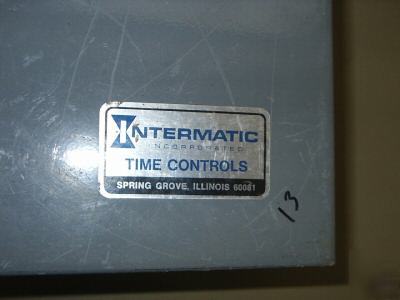 INTERMATIC
INCORPORATED
TIME CONTROLS
SPRING GROVE, ILLINOIS 60081
13